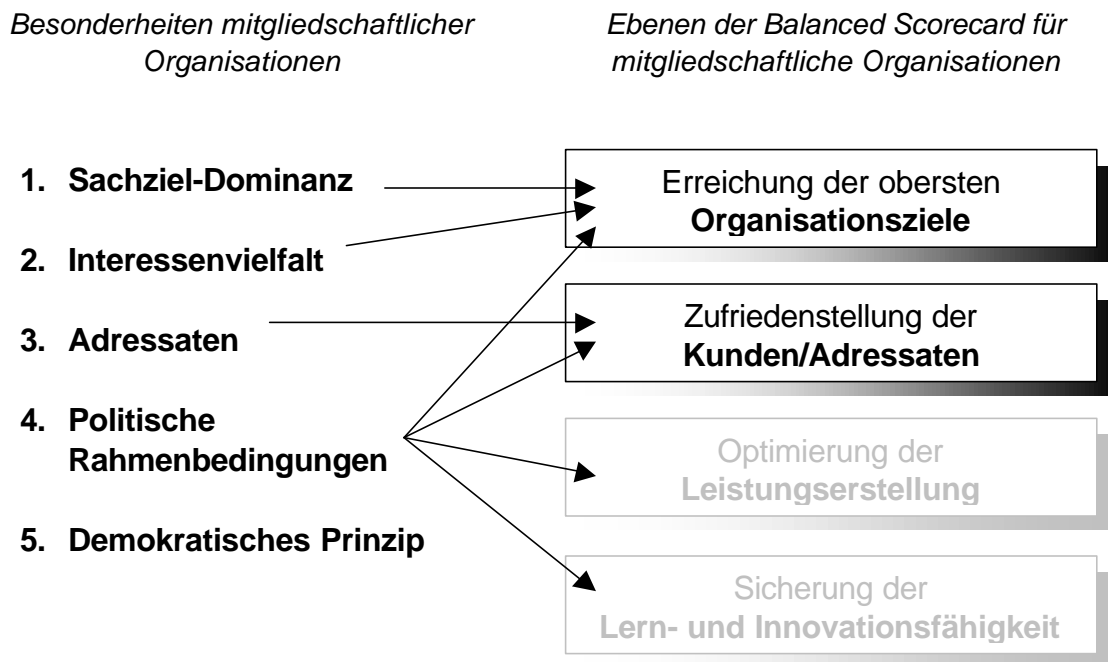 Besonderheiten mitgliedschaftlicher
Organisationen
Ebenen der Balanced Scorecard für
mitgliedschaftliche Organisationen
1. Sachziel-Dominanz
2. Interessenvielfalt
3. Adressaten
4. Politische
Rahmenbedingungen
5. Demokratisches Prinzip
Erreichung der obersten
Organisationsziele
Zufriedenstellung der
Kunden/Adressaten
Optimierung der
Leistungserstellung
Sicherung der
Lern- und Innovationsfähigkeit